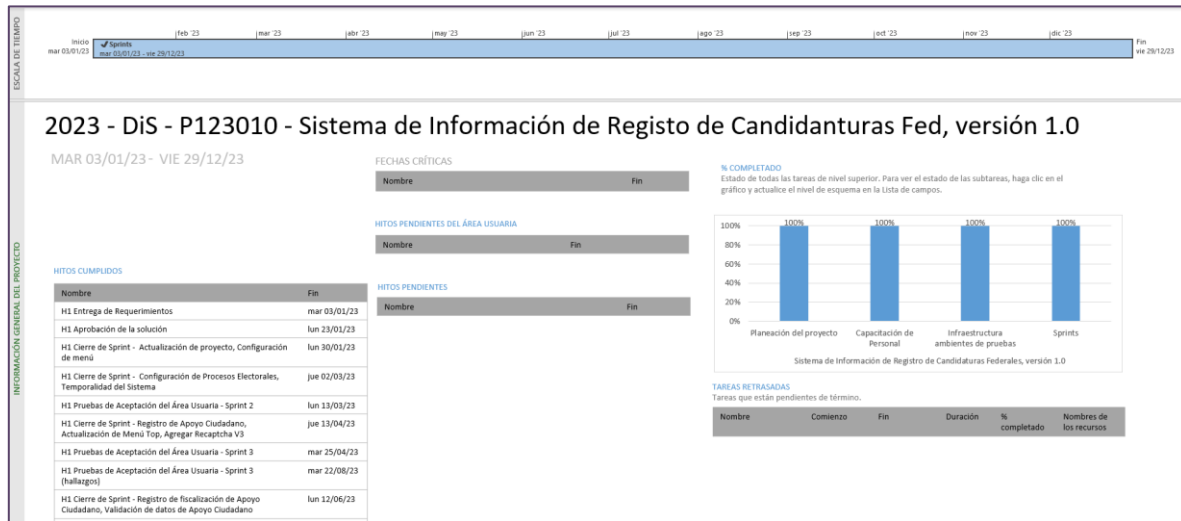 ESCALA DE TIEMPO
feb '23
mar '23
abr '23
may '23
jun '23
jul '23
ago '23
sep '23
oct '23
nov '23
dic '23
Inicio
mar 03/01/23
Sprints
mar 03/01/23 - vie 29/12/23
Fin
vie 29/12/23
INFORMACIÓN GENERAL DEL PROYECTO
2023 - DiS - P123010 - Sistema de Información de Registo de Candidanturas Fed, versión 1.0
MAR 03/01/23 - VIE 29/12/23
HITOS CUMPLIDOS
Nombre Fin
H1 Entrega de Requerimientos mar 03/01/23
H1 Aprobación de la solución lun 23/01/23
H1 Cierre de Sprint - Actualización de proyecto, Configuración lun 30/01/23
de menú
H1 Cierre de Sprint - Configuración de Procesos Electorales, jue 02/03/23
Temporalidad del Sistema
H1 Pruebas de Aceptación del Área Usuaria - Sprint 2 lun 13/03/23
H1 Cierre de Sprint - Registro de Apoyo Ciudadano, jue 13/04/23
Actualización de Menú Top, Agregar Recaptcha V3
H1 Pruebas de Aceptación del Área Usuaria - Sprint 3 mar 25/04/23
H1 Pruebas de Aceptación del Área Usuaria - Sprint 3 mar 22/08/23
(hallazgos)
H1 Cierre de Sprint - Registro de fiscalización de Apoyo lun 12/06/23
Ciudadano, Validación de datos de Apoyo Ciudadano
FECHAS CRÍTICAS
Nombre Fin
HITOS PENDIENTES DEL ÁREA USUARIA
Nombre Fin
HITOS PENDIENTES
Nombre Fin
% COMPLETADO
Estado de todas las tareas de nivel superior. Para ver el estado de las subtareas, haga clic en el
gráfico y actualice el nivel de esquema en la Lista de campos.
100% 100% 100% 100%
100%
80%
60%
40%
20%
0%
Planeación del proyecto
Capacitación de
Personal
Infraestructura
ambientes de pruebas
Sprints
Sistema de Información de Registro de Candidaturas Federales, versión 1.0
TAREAS RETRASADAS
Tareas que están pendientes de término.
Nombre Comienzo Fin Duración % Nombres de
completado los recursos